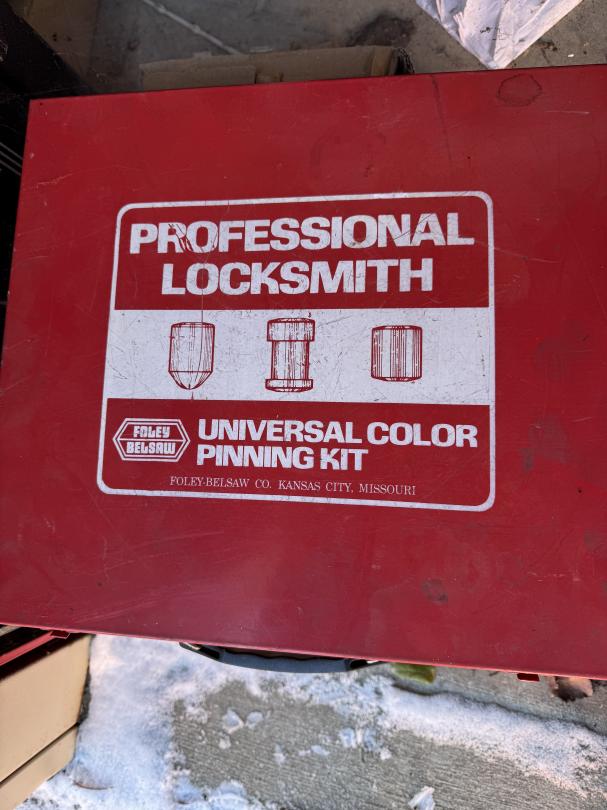 PROFESSIONAL
LOCKSMITH
FOLEY
BELSAW
UNIVERSAL COLOR
PINNING KIT
FOLEY-BELSAW CO. KANSAS CITY, MISSOURI